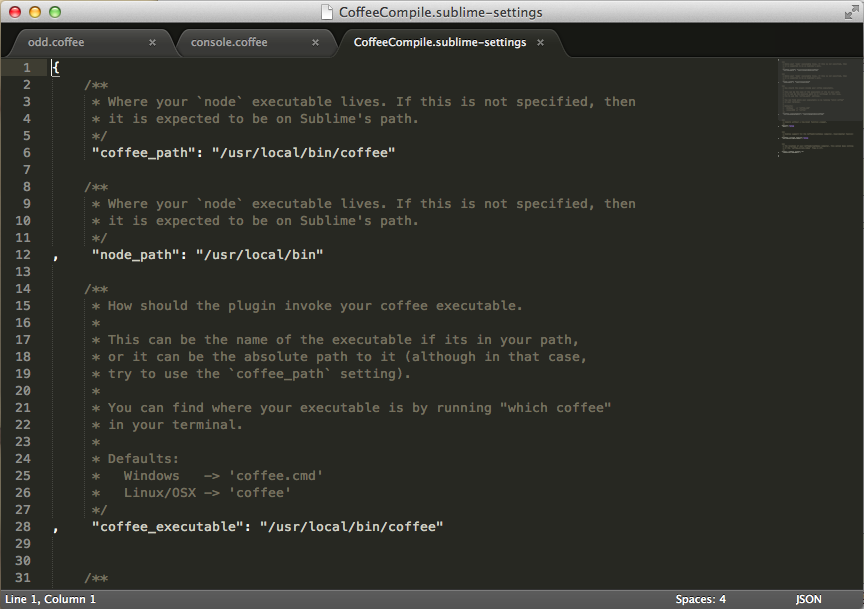 CoffeeCompile.sublime-settings
odd.coffee × console.coffee × CoffeeCompile.sublime-settings ×
1 {
2 /**
3 * Where your `node` executable lives. If this is not specified, then
4 * it is expected to be on Sublime's path.
5 */
6 "coffee_path": "/usr/local/bin/coffee"
7
8 /**
9 * Where your `node` executable lives. If this is not specified, then
10 * it is expected to be on Sublime's path.
11 */
12 , "node_path": "/usr/local/bin"
13
14 /**
15 * How should the plugin invoke your coffee executable.
16 *
17 * This can be the name of the executable if its in your path,
18 * or it can be the absolute path to it (although in that case,
19 * try to use the `coffee_path` setting).
20 *
21 * You can find where your executable is by running "which coffee"
22 * in your terminal.
23 *
24 * Defaults:
25 * Windows -> 'coffee.cmd'
26 * Linux/OSX -> 'coffee'
27 */
28 , "coffee_executable": "/usr/local/bin/coffee"
29
30
31 /**
Line 1, Column 1 Spaces: 4 JSON